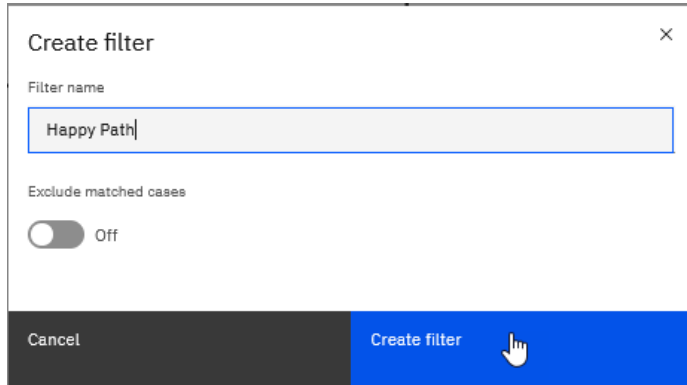 Create filter
Filter name
Happy Path
Exclude matched cases
Off
Cancel
Create filter